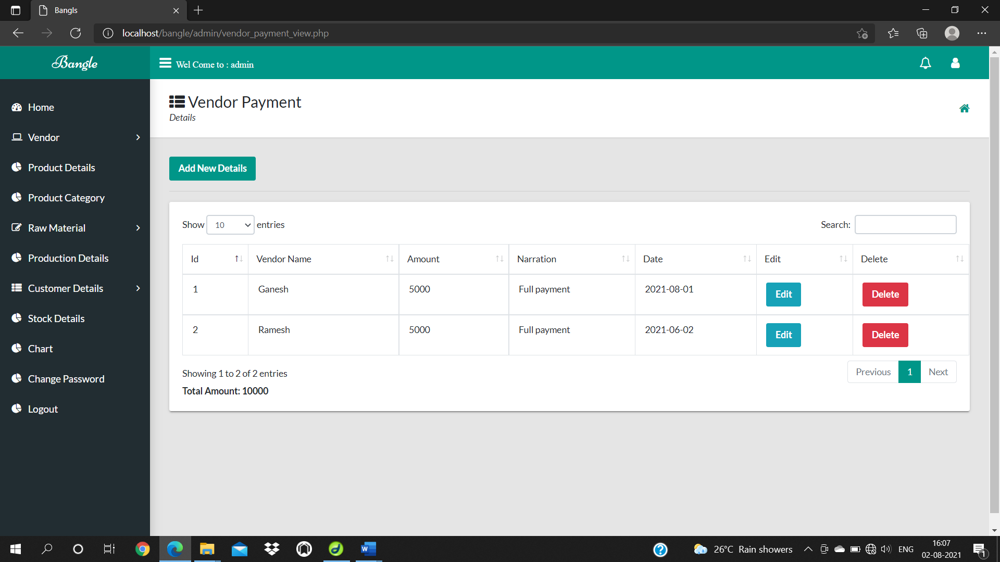 Bangls
localhost/bangle/admin/vendor_payment_view.php
Bangle
Wel Come to : admin
Home
Vendor
Product Details
Product Category
Raw Material
Production Details
Customer Details
Stock Details
Chart
Change Password
Logout
Vendor Payment
Details
Add New Details
Show 10 entries Search:
Id Vendor Name Amount Narration Date Edit Delete
1 Ganesh 5000 Full payment 2021-08-01 Edit Delete
2 Ramesh 5000 Full payment 2021-06-02 Edit Delete
Showing 1 to 2 of 2 entries Previous 1 Next
Total Amount: 10000
26°C Rain showers ENG 16:07
02-08-2021 1